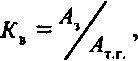 Kв = Aз/Aт.г.,